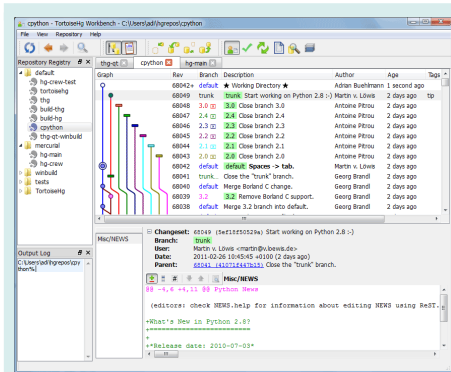 cpython - TortoiseHg Workbench - C:\Users\adi\hgrepos\cpython
File View Repository Help
Repository Registry
default
hg-crew-test
tortoisehg
thg
build-thg
build-hg
cpython
thg-qt-winbuild
mercurial
hg-main
hg-crew
winbuild
tests
TortoiseHg
thg-qt cpython hg-main
Graph Rev Branch Description Author Age Tags
68042+ default ★ Working Directory ★ Adrian Buehlmann 1 second ago
68049 trunk trunk Start working on Python 2.8 :-) Martin v. Löwis 2 days ago tip
68048 3.0 3.0 Close branch 3.0 Antoine Pitrou 2 days ago
68047 2.4 2.4 Close branch 2.4 Antoine Pitrou 2 days ago
68046 2.3 2.3 Close branch 2.3 Antoine Pitrou 2 days ago
68045 2.2 2.2 Close branch 2.2 Antoine Pitrou 2 days ago
68044 2.1 2.1 Close branch 2.1 Antoine Pitrou 2 days ago
68043 2.0 2.0 Close branch 2.0 Antoine Pitrou 2 days ago
68042 default default Spaces -> tab. Martin v. Löwis 2 days ago
68041 trunk Close the "trunk" branch. Georg Brandl 2 days ago
68040 default Merge Borland C change. Georg Brandl 2 days ago
68039 3.2 3.2 Remove Borland C support. Georg Brandl 2 days ago
68038 default Merge 3.2 branch into default. Georg Brandl 2 days ago
Misc/NEWS
Changeset: 68049 (5ef18f50529a) Start working on Python 2.8 :-)
Branch: trunk
User: Martin v. Löwis <martin@v.loewis.de>
Date: 2011-02-26 10:45:45 +0100 (2 days ago)
Parent: 68041 (41071f447b15) Close the "trunk" branch.
Misc/NEWS
@@ -4,6 +4,11 @@ Python News
(editors: check NEWS.help for information about editing NEWS using ReST.
+What's New in Python 2.8?
+=========================
+
+*Release date: 2010-07-03*
Output Log
C:\Users\adi\hgrepos\cpy
thon%